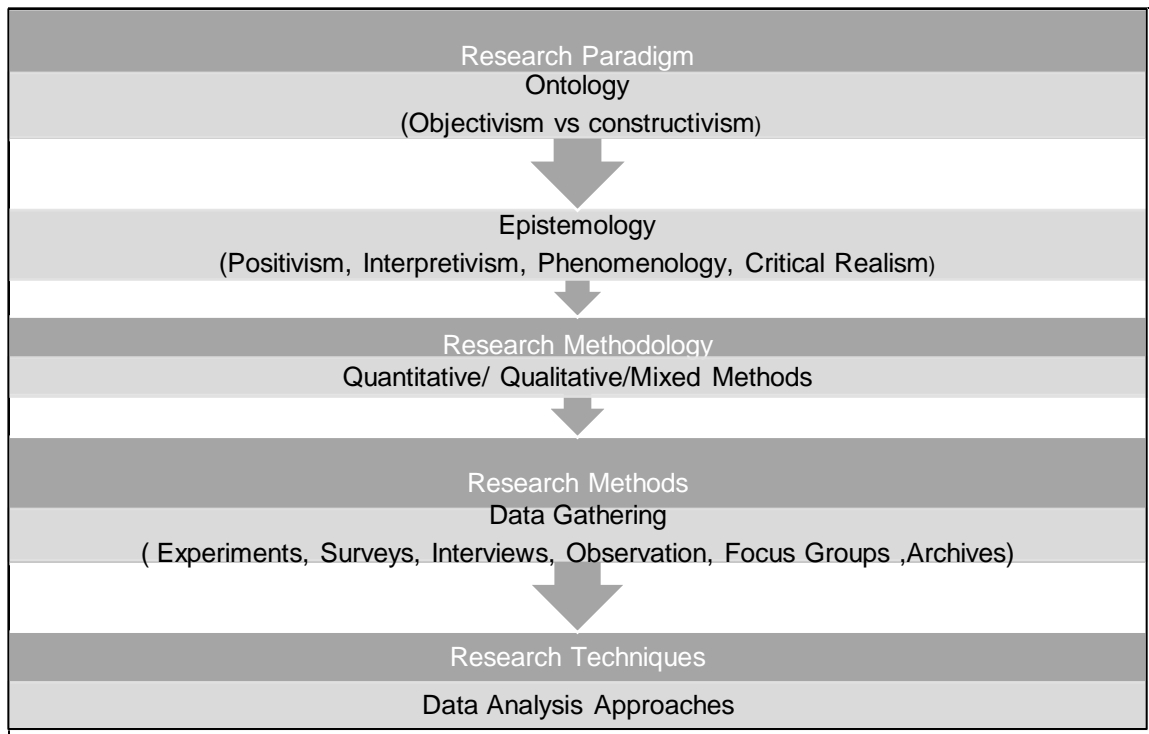 Research Paradigm
Ontology
(Objectivism vs constructivism)
Epistemology
(Positivism, Interpretivism, Phenomenology, Critical Realism)
Research Methodology
Quantitative/ Qualitative/Mixed Methods
Research Methods
Data Gathering
( Experiments, Surveys, Interviews, Observation, Focus Groups ,Archives)
Research Techniques
Data Analysis Approaches